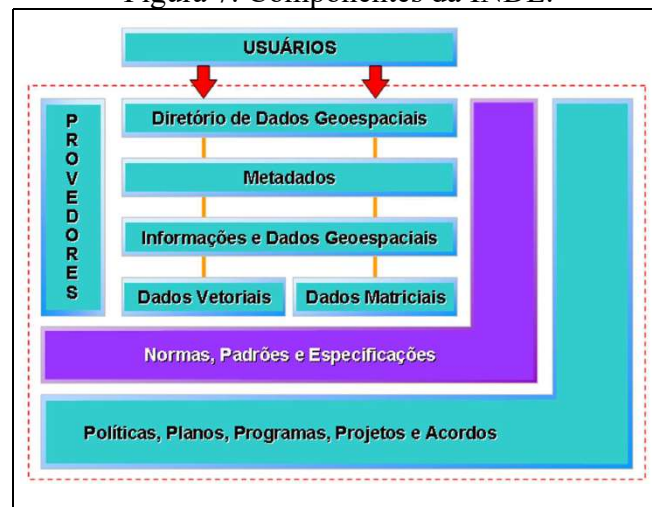 Figura 7. Componentes da INDE.
USUÁRIOS
PROVEDORES
Diretório de Dados Geoespaciais
Metadados
Informações e Dados Geoespaciais
Dados Vetoriais
Dados Matriciais
Normas, Padrões e Especificações
Políticas, Planos, Programas, Projetos e Acordos